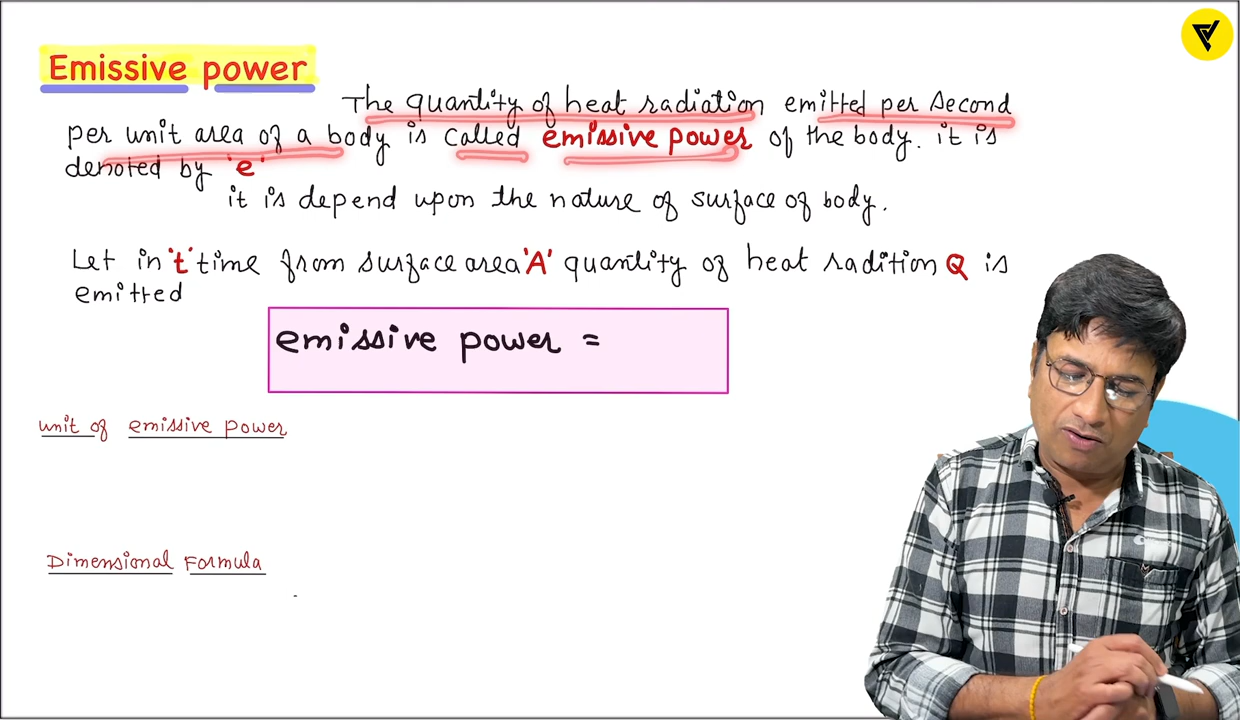 Emissive power
The quantity of heat radiation emitted per second
per unit area of a body is called emissive power of the body. it is
denoted by 'e'
it is depend upon the nature of surface of body.
Let in 't' time from surface area 'A' quantity of heat radition Q is
emitted
emissive power =
unit of emissive power
Dimensional Formula